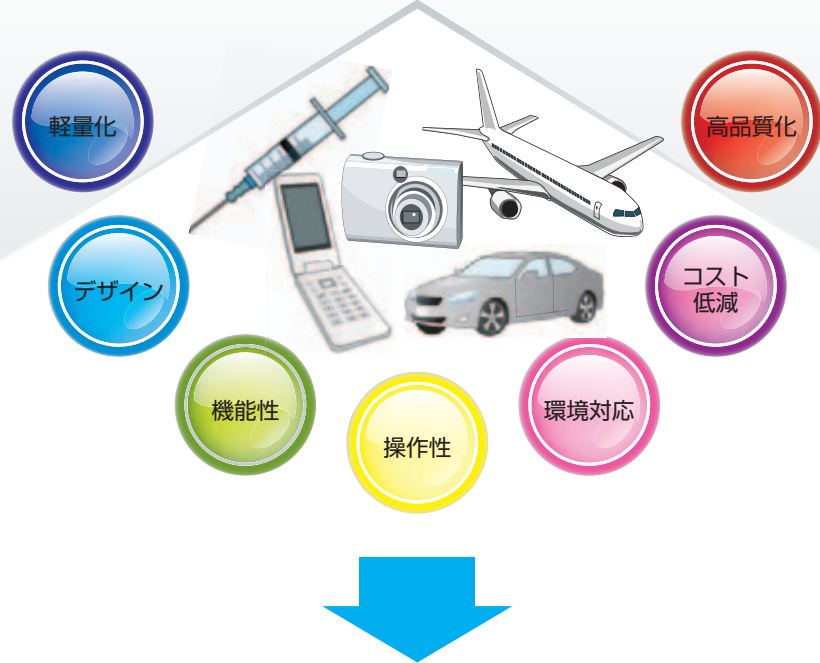 軽量化
高品質化
デザイン
コスト
低減
機能性
環境対応
操作性